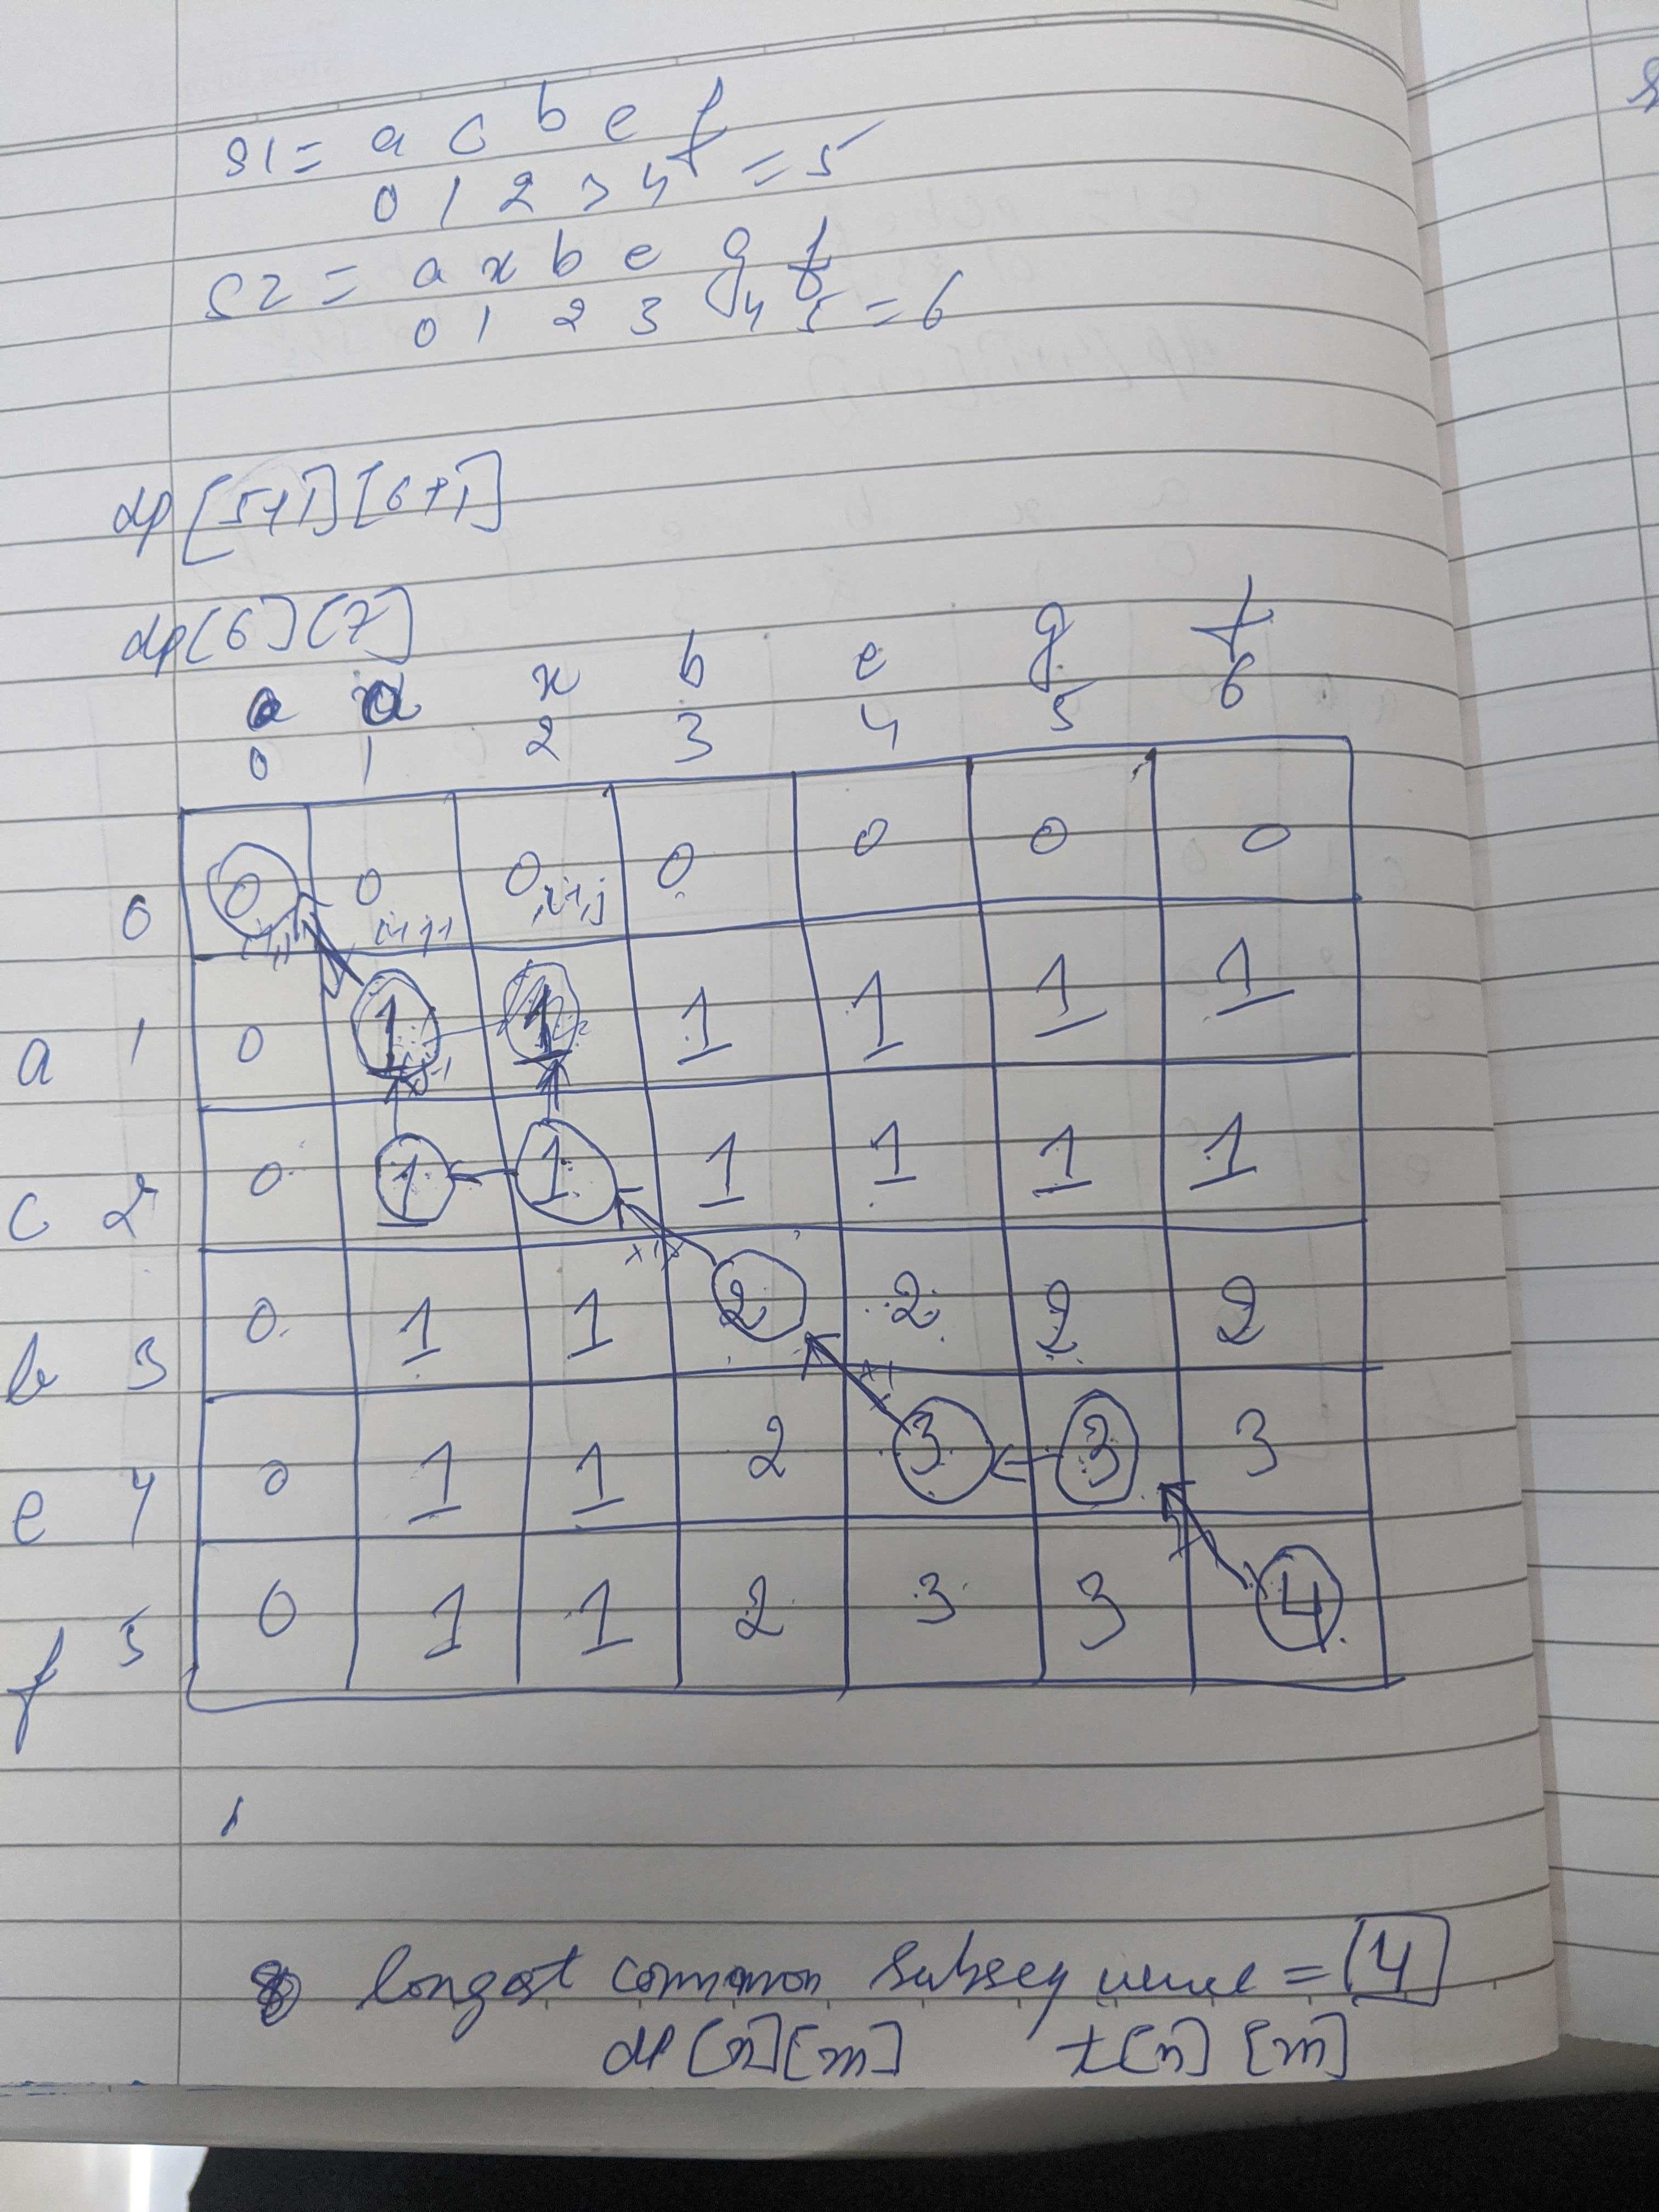 S1 = a c b e f
0 1 2 3 4 = 5
S2 = a x b e g f
0 1 2 3 4 5 = 6
dp[5+1][6+1]
dp[6][7]
a x b e g f
0 1 2 3 4 5 6
0 0 0 0 0 0 0 0
i-1, j
a 1 0 1 1 1 1 1 1
c 2 0 1 1 1 1 1 1
+1
b 3 0 1 1 2 2 2 2
+1
e 4 0 1 1 2 3 3 3
f 5 0 1 1 2 3 3 4
longest common subsequence = 4
dp[n][m] t[n][m]